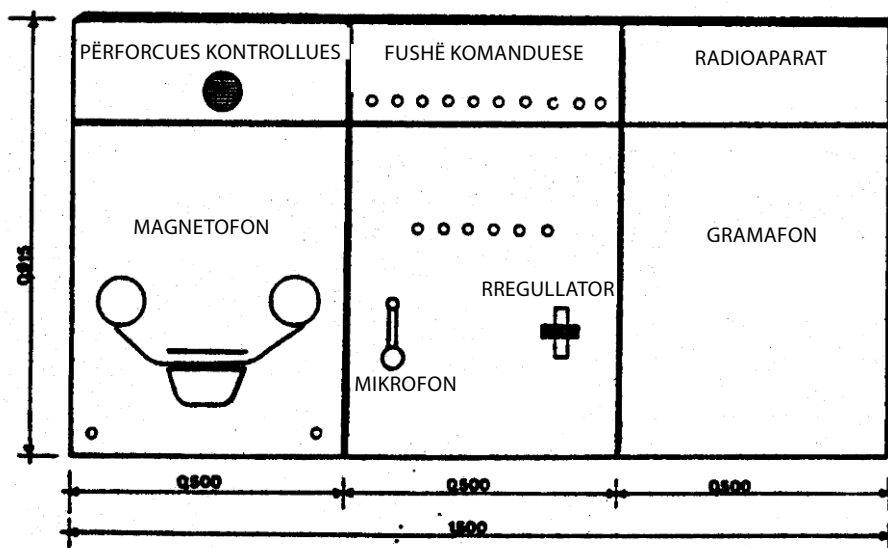 PËRFORCUES KONTROLLUES
FUSHË KOMANDUESE
RADIOAPARAT
MAGNETOFON
GRAMAFON
RREGULLATOR
MIKROFON
0,815
0,500
0,500
0,500
1,500